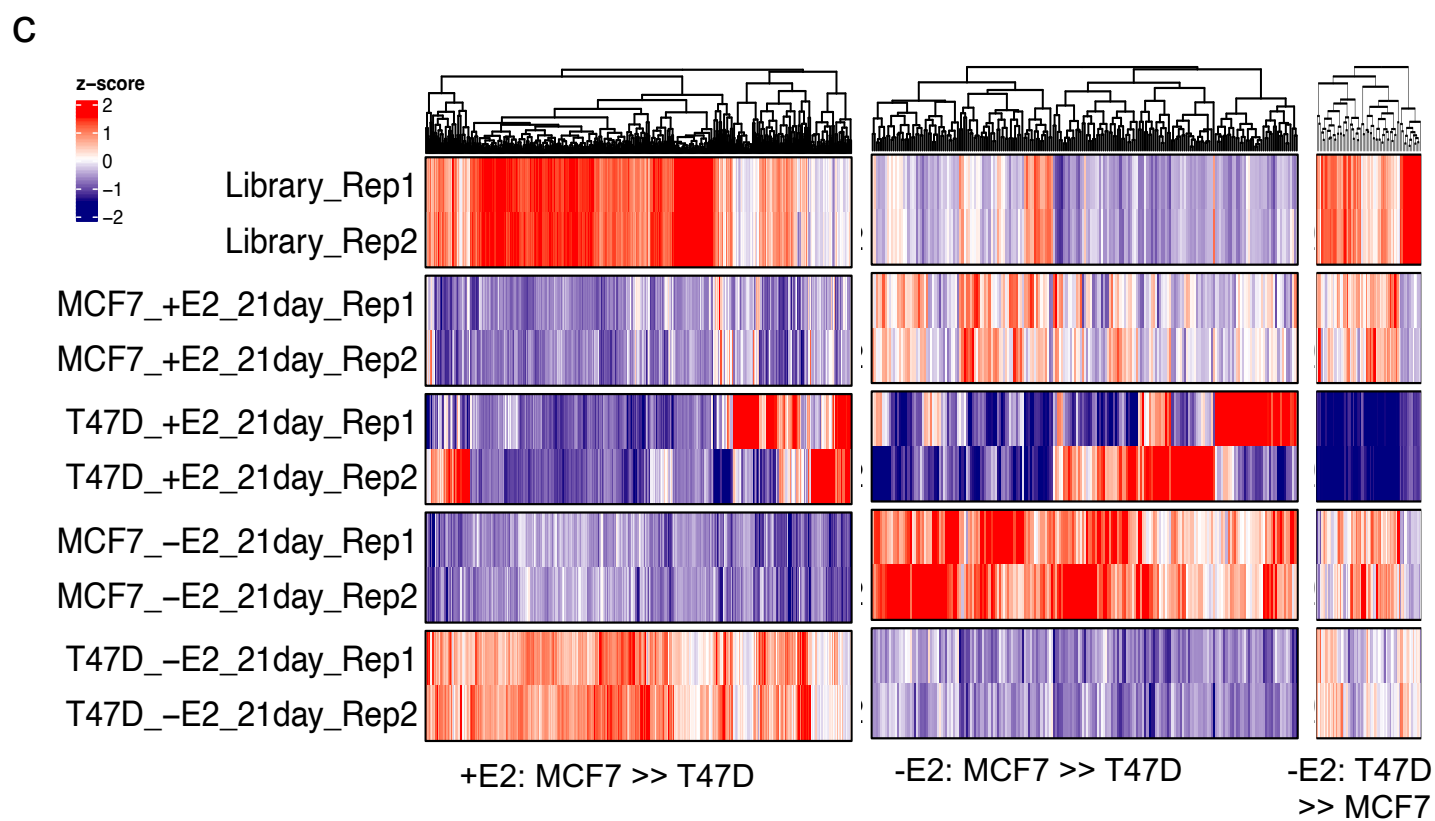 C
z−score
2
1
0
−1
−2
Library_Rep1
Library_Rep2
MCF7_+E2_21day_Rep1
MCF7_+E2_21day_Rep2
T47D_+E2_21day_Rep1
T47D_+E2_21day_Rep2
MCF7_−E2_21day_Rep1
MCF7_−E2_21day_Rep2
T47D_−E2_21day_Rep1
T47D_−E2_21day_Rep2
+E2: MCF7 >> T47D
-E2: MCF7 >> T47D
-E2: T47D
>> MCF7